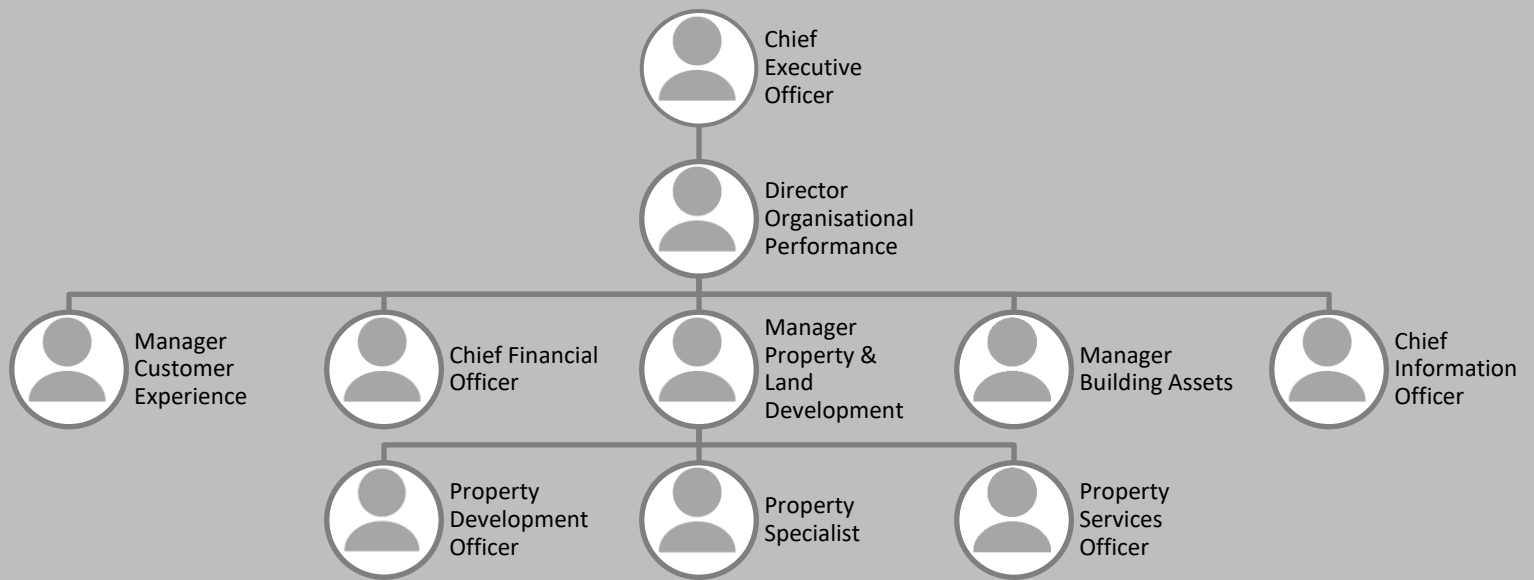 Chief
Executive
Officer
Director
Organisational
Performance
Manager
Customer
Experience
Chief Financial
Officer
Manager
Property &
Land
Development
Manager
Building Assets
Chief
Information
Officer
Property
Development
Officer
Property
Specialist
Property
Services
Officer